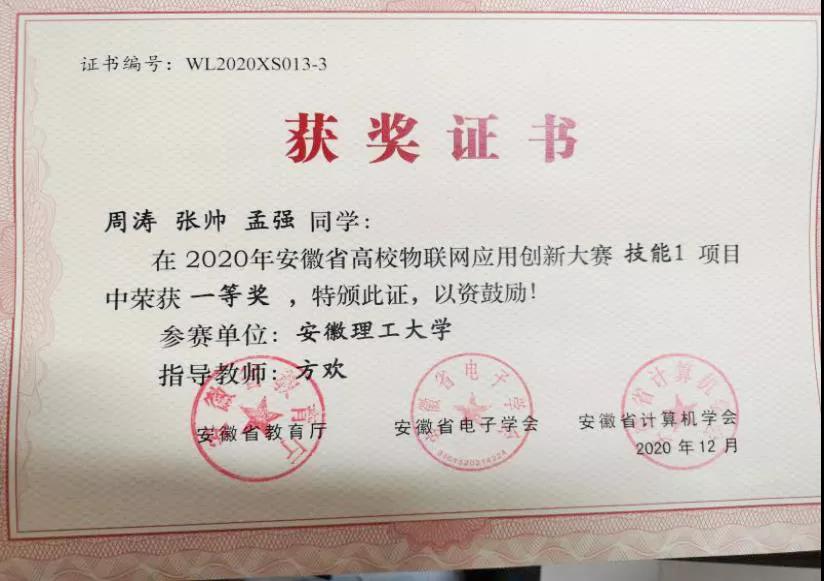 证书编号：WL2020XS013-3
获奖证书
周涛 张帅 孟强 同学：
在 2020年安徽省高校物联网应用创新大赛 技能1 项目
中荣获 一等奖 ，特颁此证，以资鼓励！
参赛单位：安徽理工大学
指导教师：方欢
安徽省教育厅
安徽省电子学会
安徽省计算机学会
2020 年 12 月